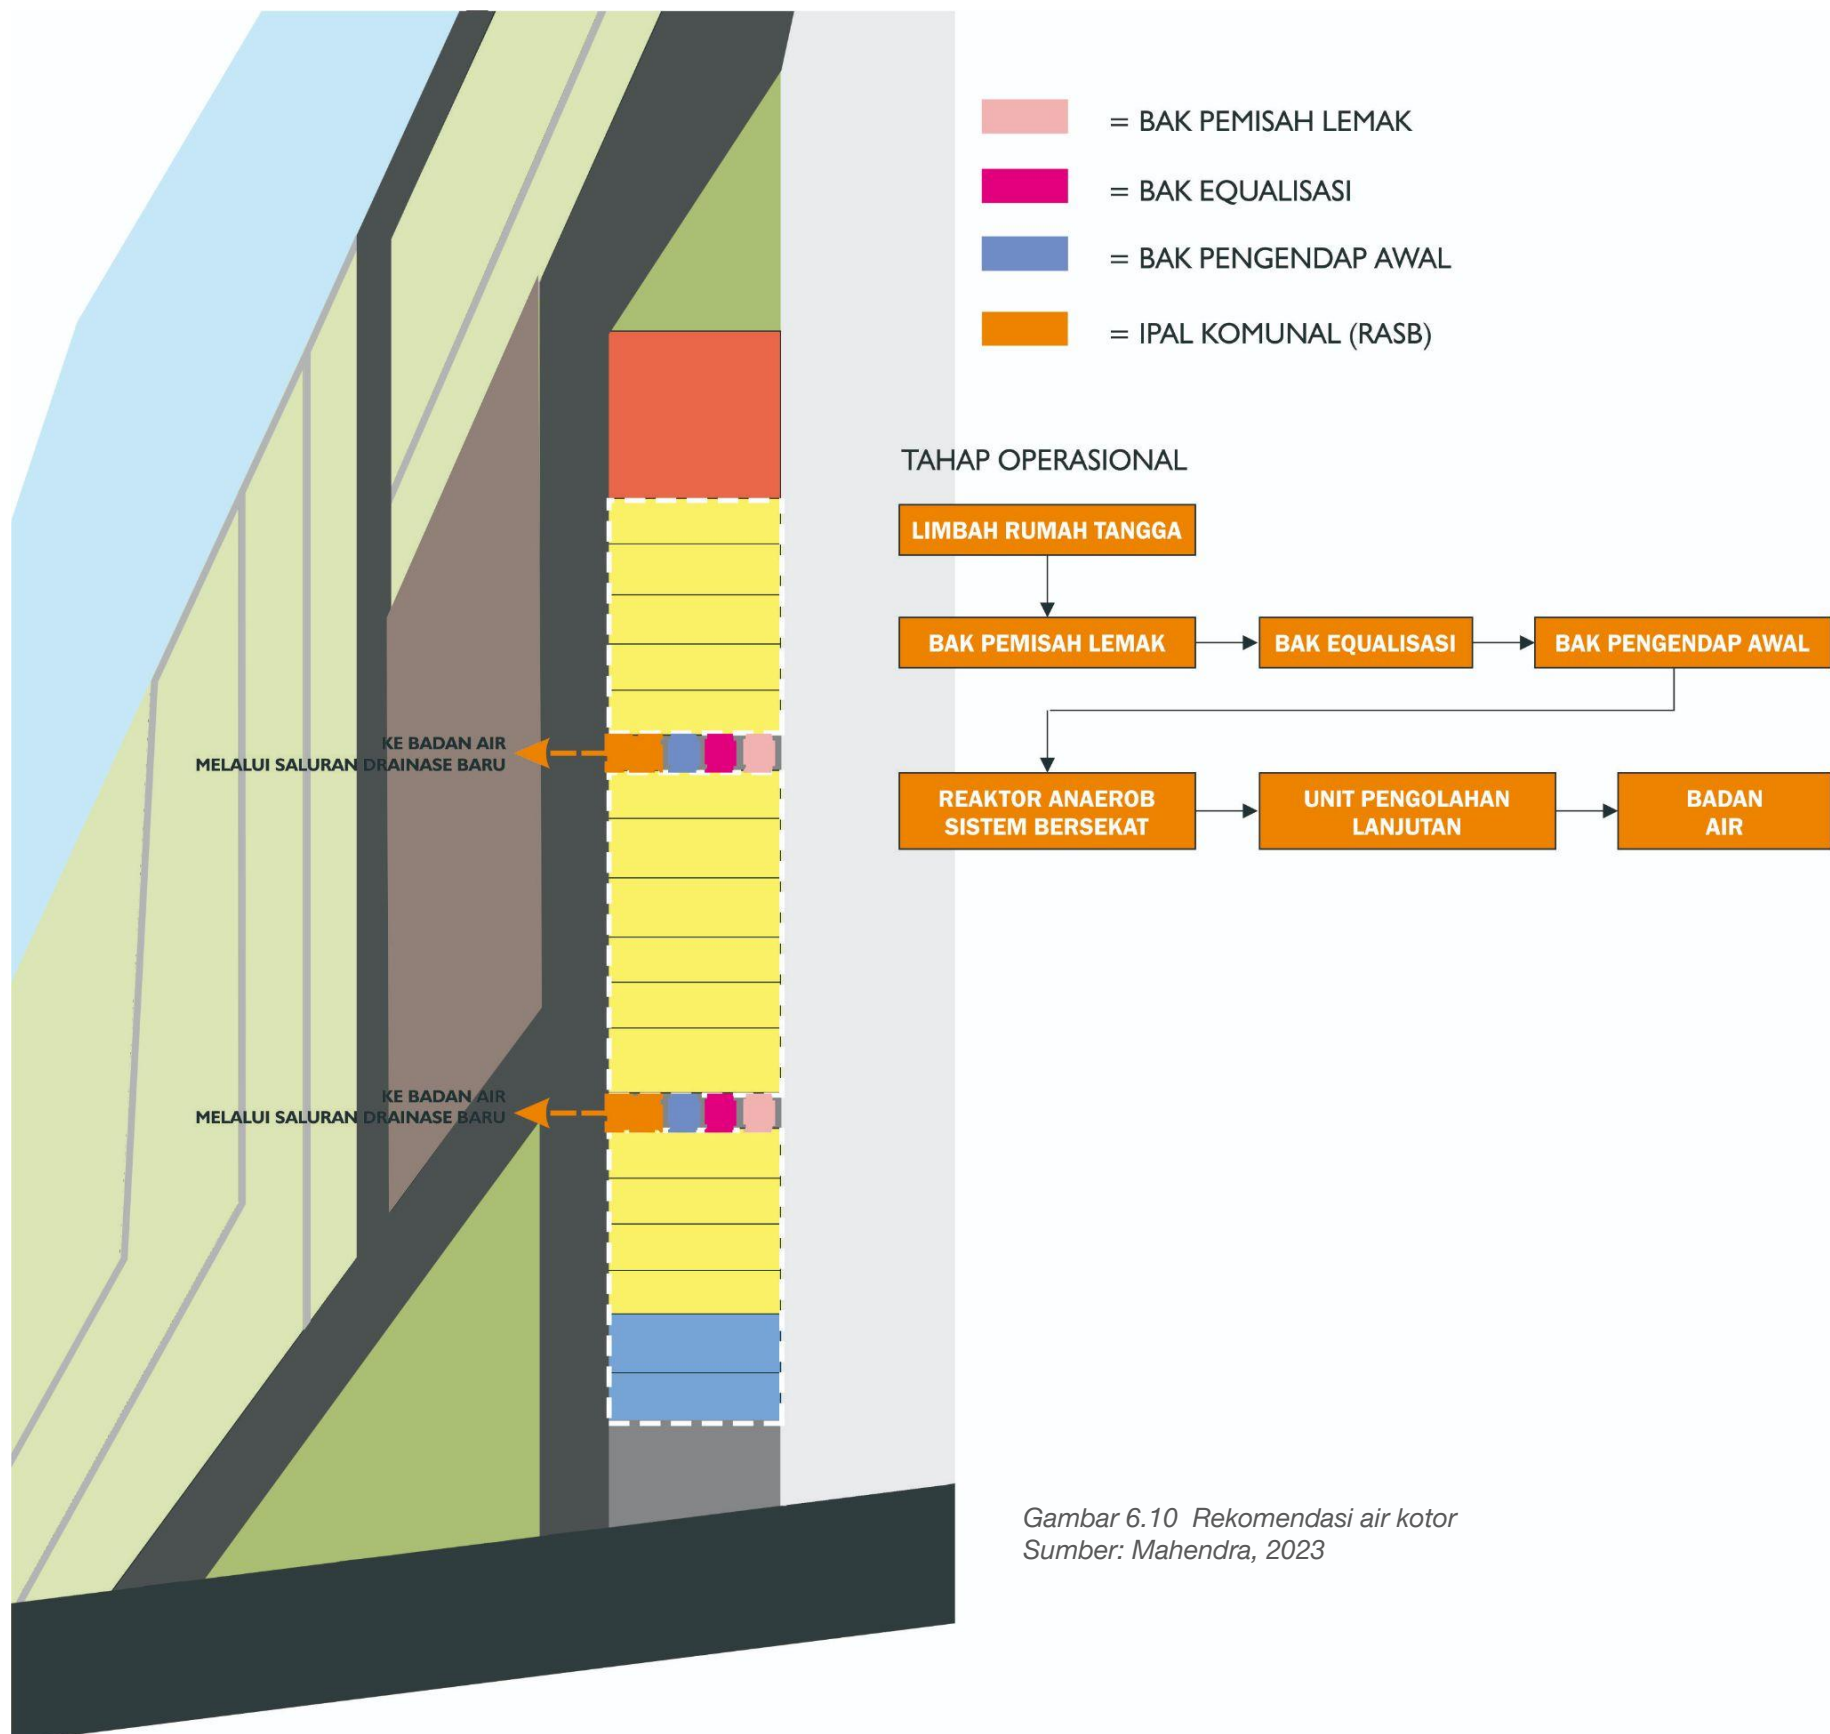 = BAK PEMISAH LEMAK
= BAK EQUALISASI
= BAK PENGENDAP AWAL
= IPAL KOMUNAL (RASB)
TAHAP OPERASIONAL
LIMBAH RUMAH TANGGA
BAK PEMISAH LEMAK
BAK EQUALISASI
BAK PENGENDAP AWAL
REAKTOR ANAEROB
SISTEM BERSEKAT
UNIT PENGOLAHAN
LANJUTAN
BADAN
AIR
KE BADAN AIR
MELALUI SALURAN DRAINASE BARU
KE BADAN AIR
MELALUI SALURAN DRAINASE BARU
Gambar 6.10 Rekomendasi air kotor
Sumber: Mahendra, 2023